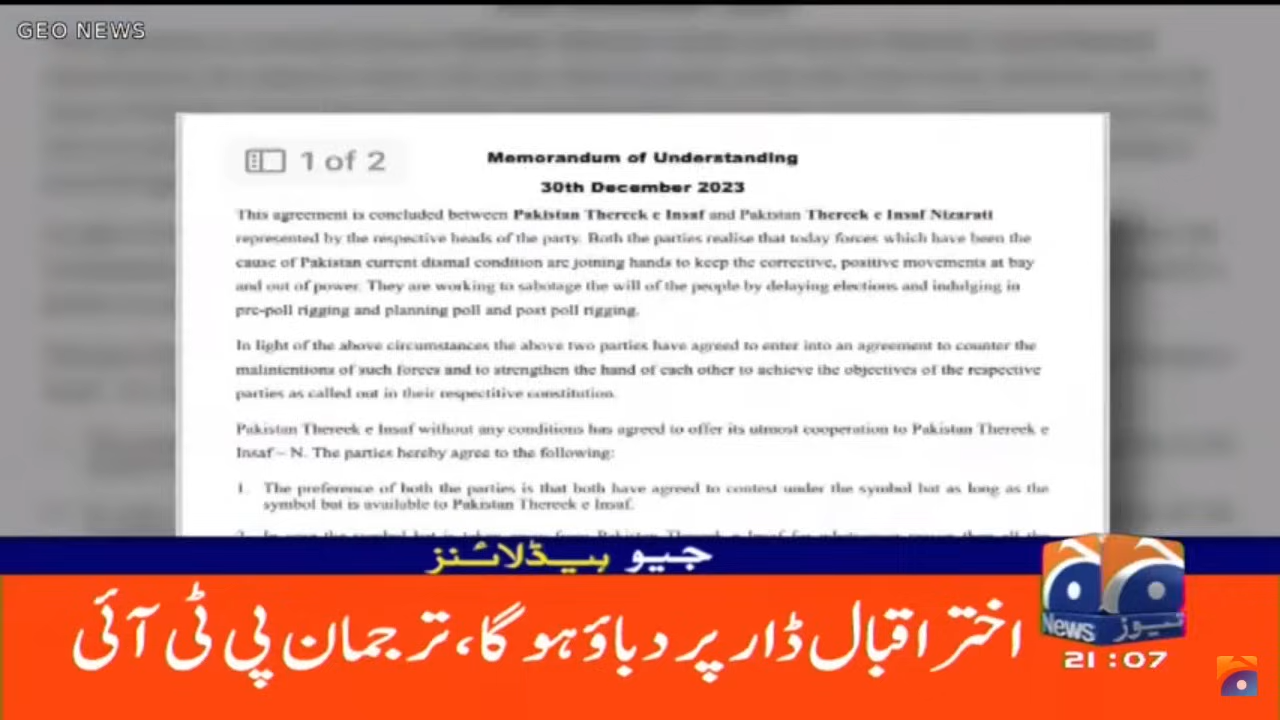 GEO NEWS
1 of 2
Memorandum of Understanding
30th December 2023
This agreement is concluded between Pakistan Thereek e Insaf and Pakistan Thereek e Insaf Nizarati
represented by the respective heads of the party. Both the parties realise that today forces which have been the
cause of Pakistan current dismal condition are joining hands to keep the corrective, positive movements at bay
and out of power. They are working to sabotage the will of the people by delaying elections and indulging in
pre-poll rigging and planning poll and post poll rigging.
In light of the above circumstances the above two parties have agreed to enter into an agreement to counter the
malintentions of such forces and to strengthen the hand of each other to achieve the objectives of the respective
parties as called out in their respectitive constitution.
Pakistan Thereek e Insaf without any conditions has agreed to offer its utmost cooperation to Pakistan Thereek e
Insaf – N. The parties hereby agree to the following:
1. The preference of both the parties is that both have agreed to contest under the symbol bat as long as the
symbol bat is available to Pakistan Thereek e Insaf.
جیو ہیڈلائنز
اختر اقبال ڈار پر دباؤ ہو گا، ترجمان پی ٹی آئی
News نیوز
21:07